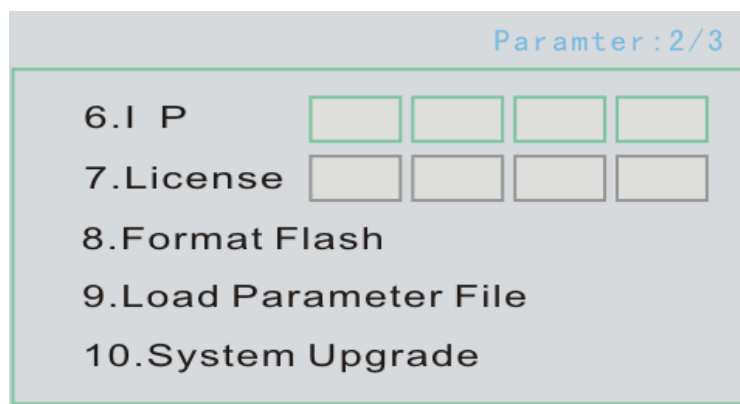 Paramter:2/3
6.I P
7.License
8.Format Flash
9.Load Parameter File
10.System Upgrade